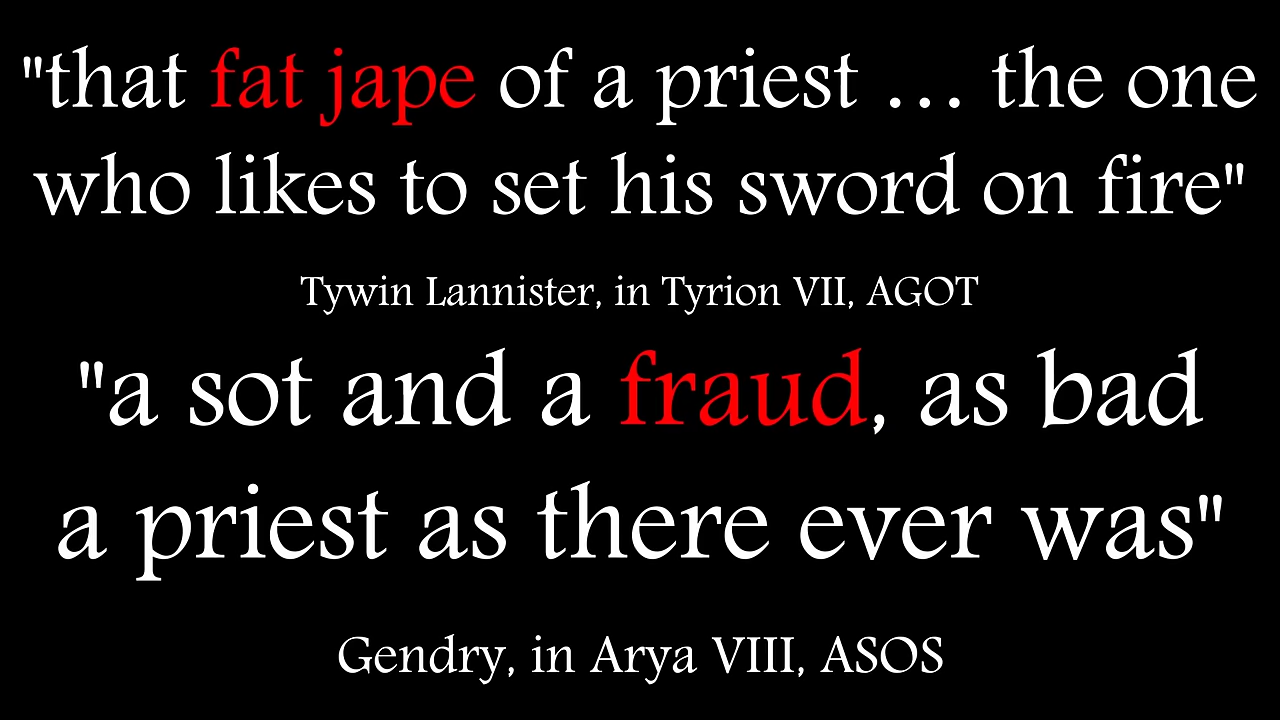 "that fat jape of a priest … the one
who likes to set his sword on fire"
Tywin Lannister, in Tyrion VII, AGOT
"a sot and a fraud, as bad
a priest as there ever was"
Gendry, in Arya VIII, ASOS